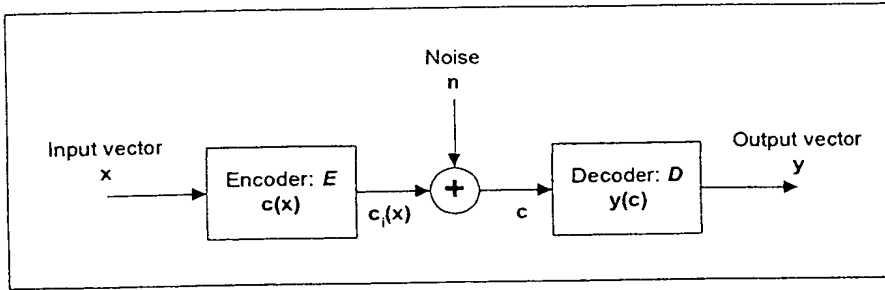 Noise
n
Input vector
x
Encoder: E
c(x)
c_i(x)
+
c
Decoder: D
y(c)
Output vector
y